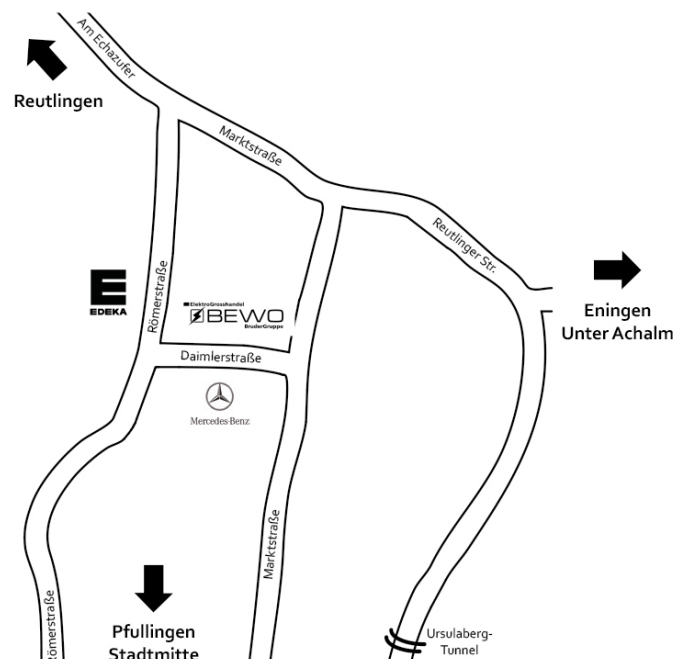 Am Echazufer
Reutlingen
Marktstraße
Reutlinger Str.
EDEKA
Römerstraße
ElektroGrosshandel
BEWO
BruderGruppe
Eningen
Unter Achalm
Daimlerstraße
Mercedes-Benz
Marktstraße
Römerstraße
Pfullingen
Stadtmitte
Ursulaberg-
Tunnel